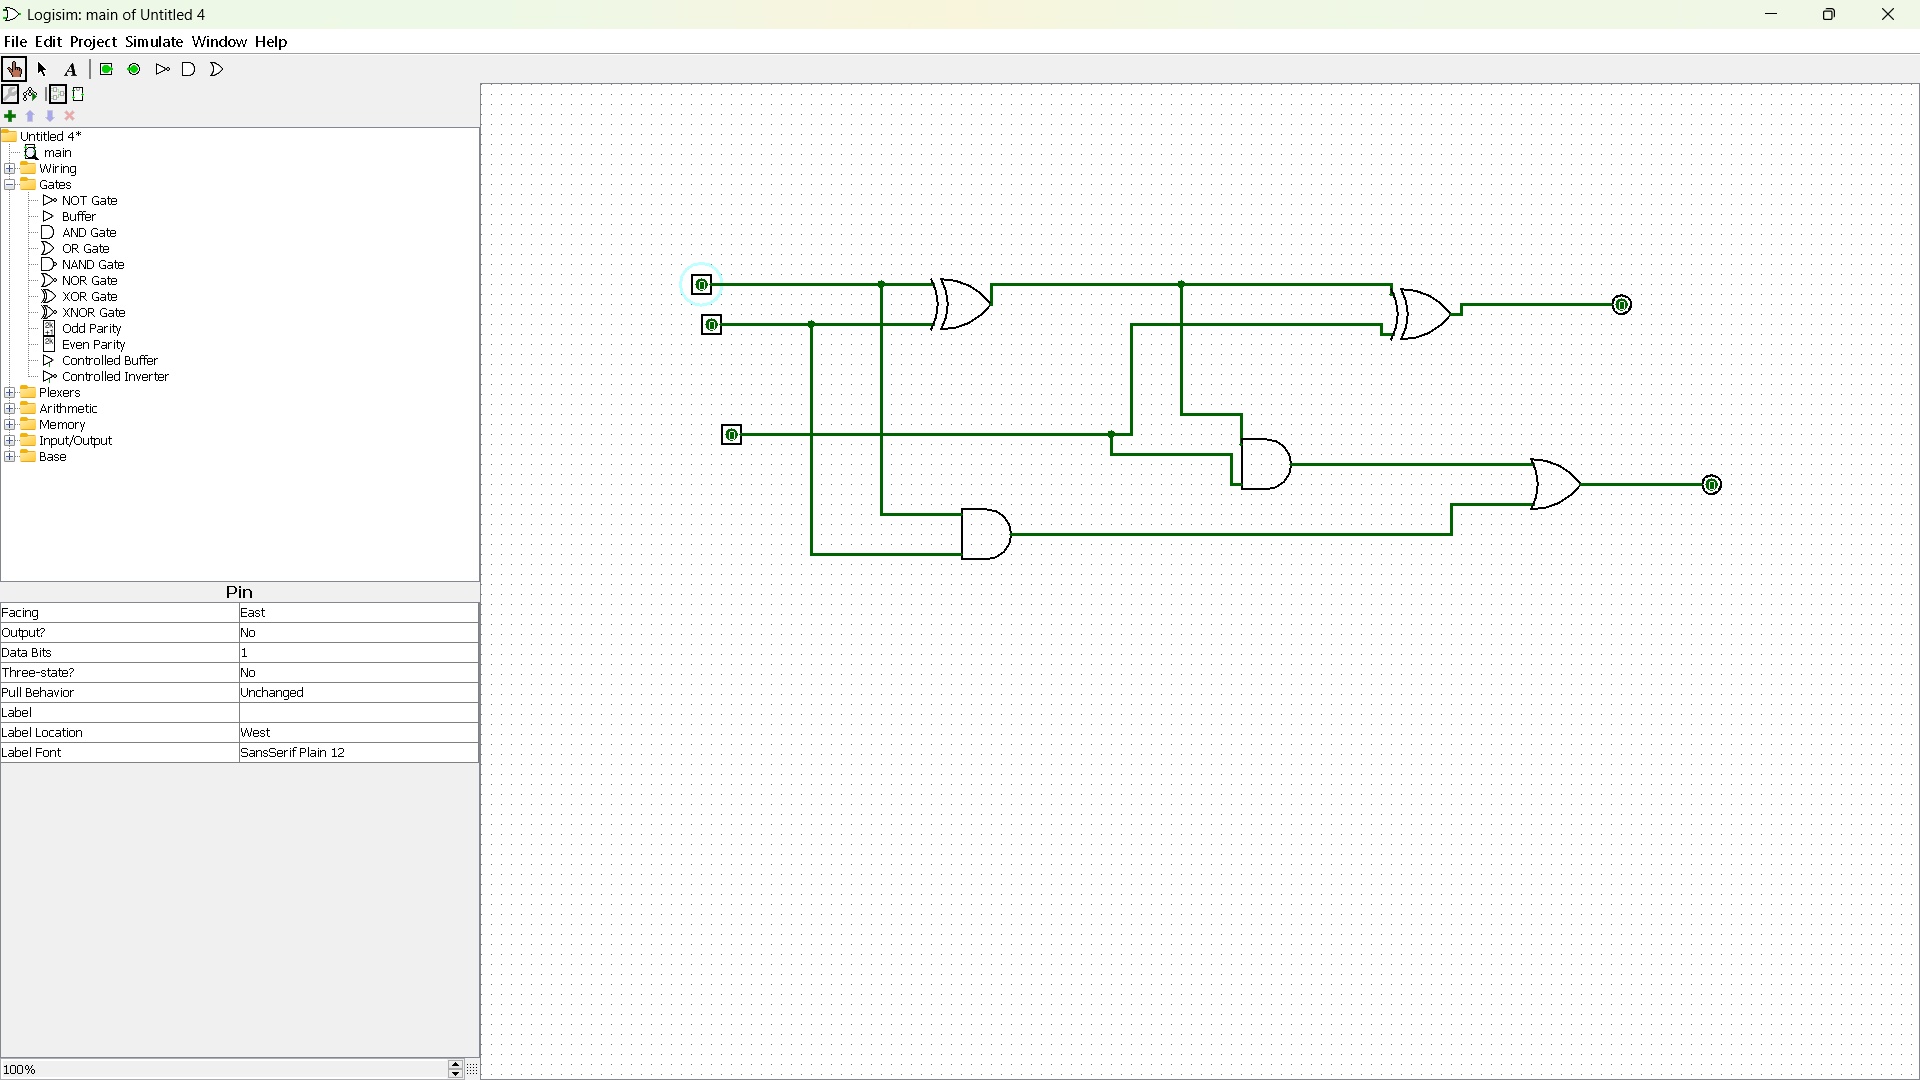 Logisim: main of Untitled 4
File Edit Project Simulate Window Help
A
Untitled 4*
main
Wiring
Gates
NOT Gate
Buffer
AND Gate
OR Gate
NAND Gate
NOR Gate
XOR Gate
XNOR Gate
Odd Parity
Even Parity
Controlled Buffer
Controlled Inverter
Plexers
Arithmetic
Memory
Input/Output
Base
Pin
Facing East
Output? No
Data Bits 1
Three-state? No
Pull Behavior Unchanged
Label
Label Location West
Label Font SansSerif Plain 12
100%
0
0
0
0
0